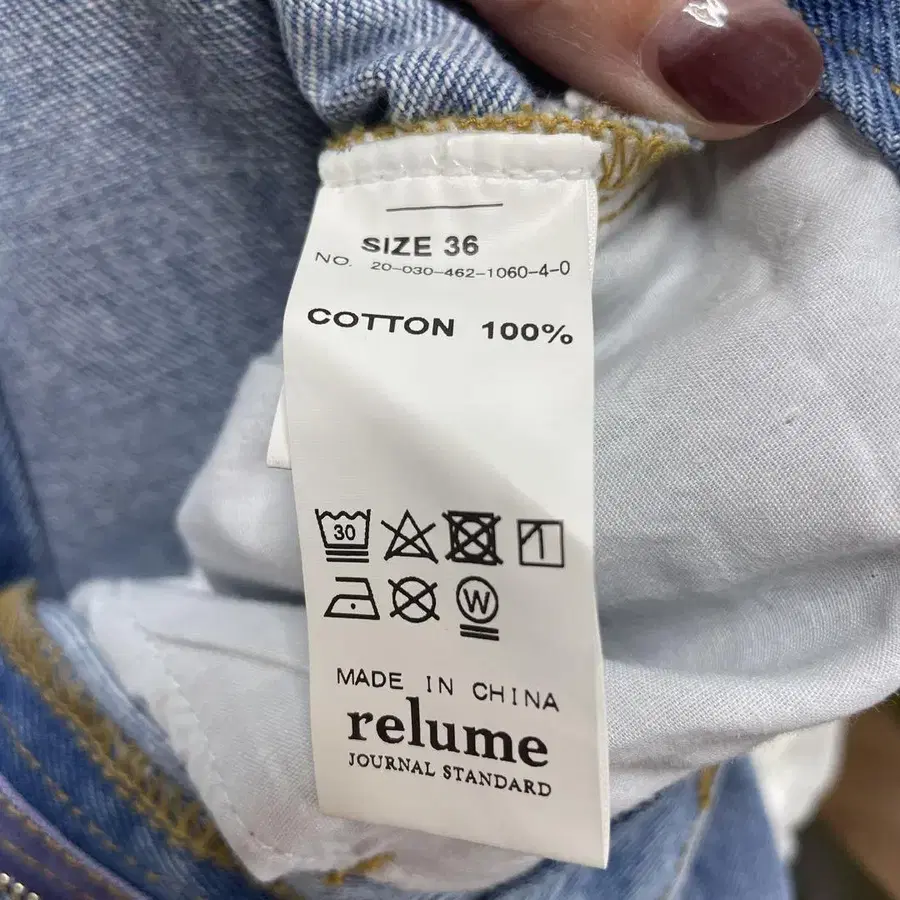 SIZE 36
NO. 20-030-462-1060-4-0
COTTON 100%
30
W
MADE IN CHINA
relume
JOURNAL STANDARD